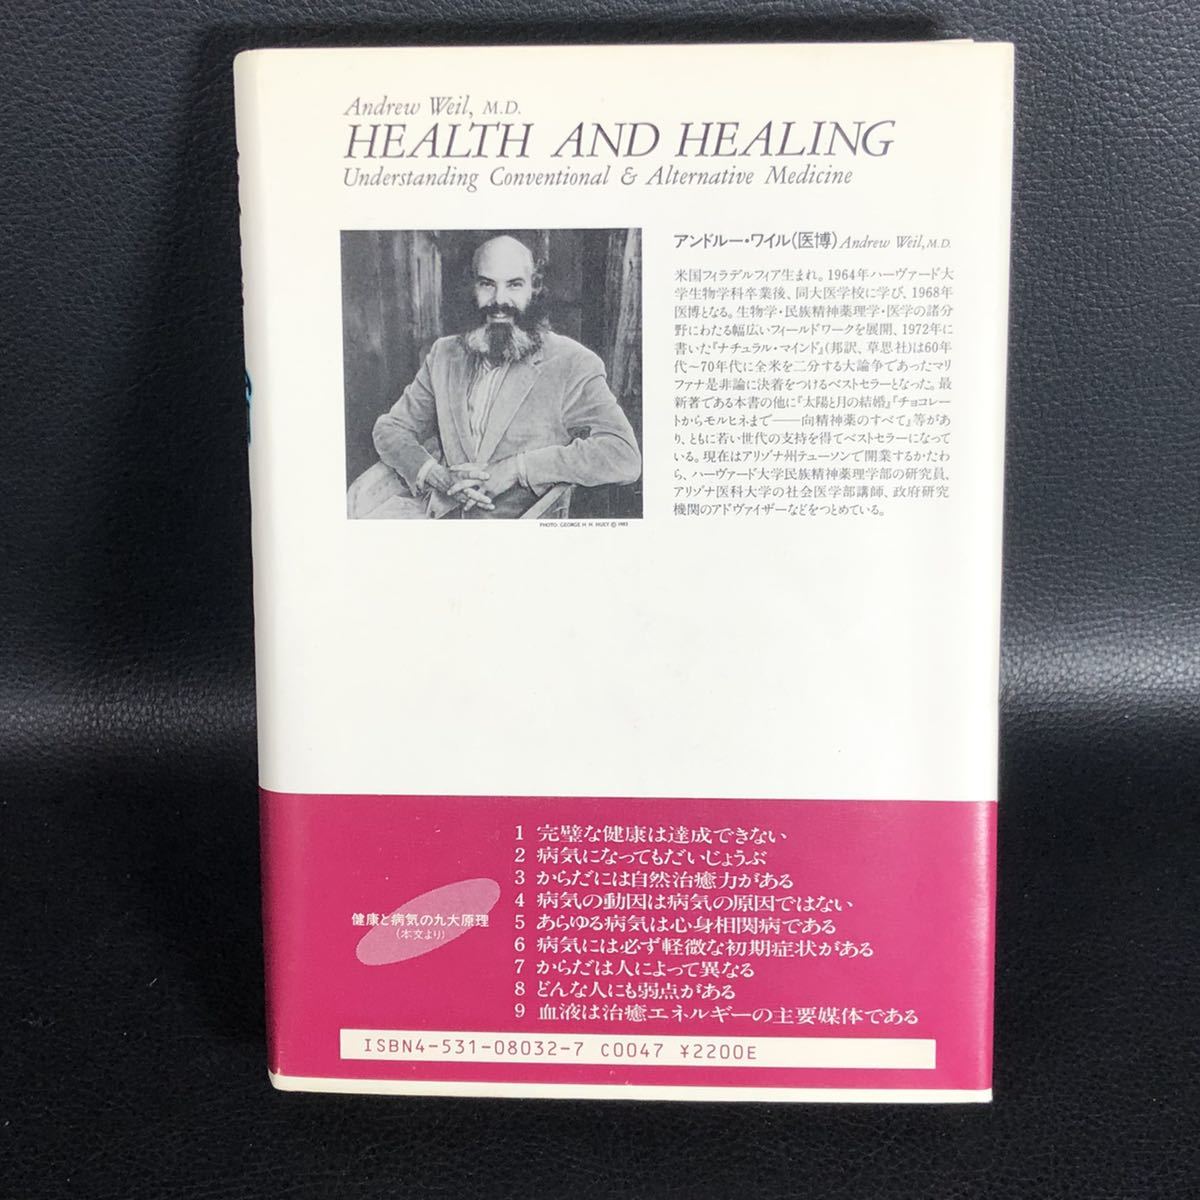 Andrew Weil, M.D.
HEALTH AND HEALING
Understanding Conventional & Alternative Medicine
アンドルー・ワイル(医博) Andrew Weil, M.D.
米国フィラデルフィア生まれ。1964年ハーヴァード大
学生物学科卒業後、同大医学校に学び、1968年
医博となる。生物学・民族精神薬理学・医学の諸分
野にわたる幅広いフィールドワークを展開、1972年に
書いた『ナチュラル・マインド』(邦訳、草思社)は60年
代〜70年代に全米を二分する大論争であったマリ
ファナ是非論に決着をつけるベストセラーとなった。最
新著である本書の他に『太陽と月の結婚』『チョコレー
トからモルヒネまで――向精神薬のすべて』等があ
り、ともに若い世代の支持を得てベストセラーになって
いる。現在はアリゾナ州テューソンで開業するかたわ
ら、ハーヴァード大学民族精神薬理学部の研究員、
アリゾナ医科大学の社会医学部講師、政府研究
機関のアドヴァイザーなどをつとめている。
PHOTO: GEORGE H. H. HUEY © 1983
健康と病気の九大原理
(本文より)
1 完璧な健康は達成できない
2 病気になってもだいじょうぶ
3 からだには自然治癒力がある
4 病気の動因は病気の原因ではない
5 あらゆる病気は心身相関病である
6 病気には必ず軽微な初期症状がある
7 からだは人によって異なる
8 どんな人にも弱点がある
9 血液は治癒エネルギーの主要媒体である
ISBN4-531-08032-7 C0047 ¥2200E